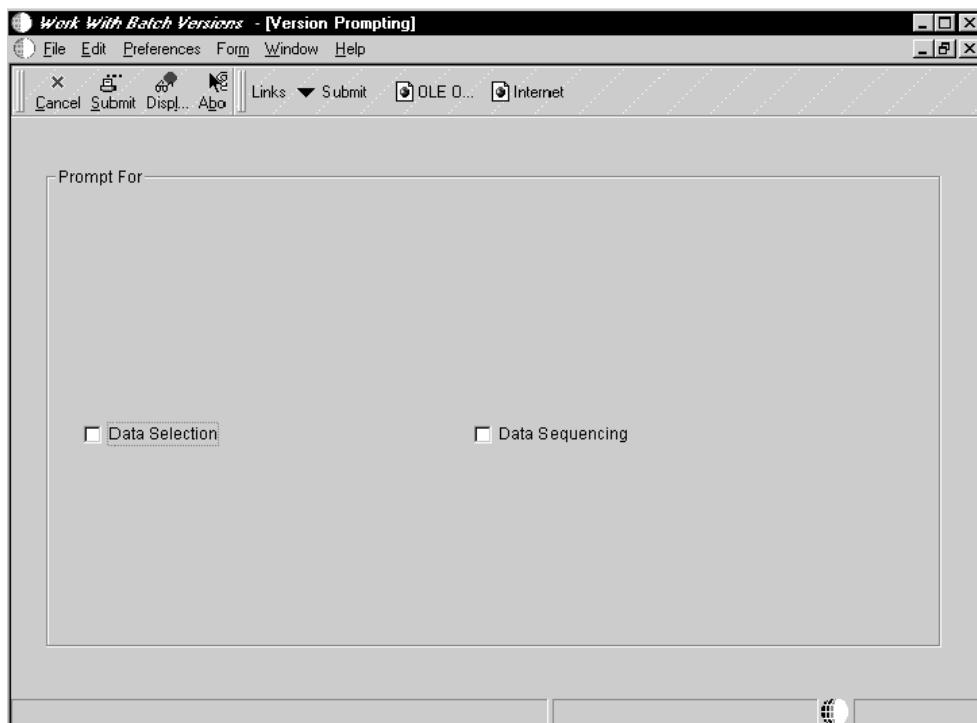 Work With Batch Versions - [Version Prompting]
File Edit Preferences Form Window Help
Cancel Submit Displ... Abo Links Submit OLE O... Internet
Prompt For
Data Selection Data Sequencing